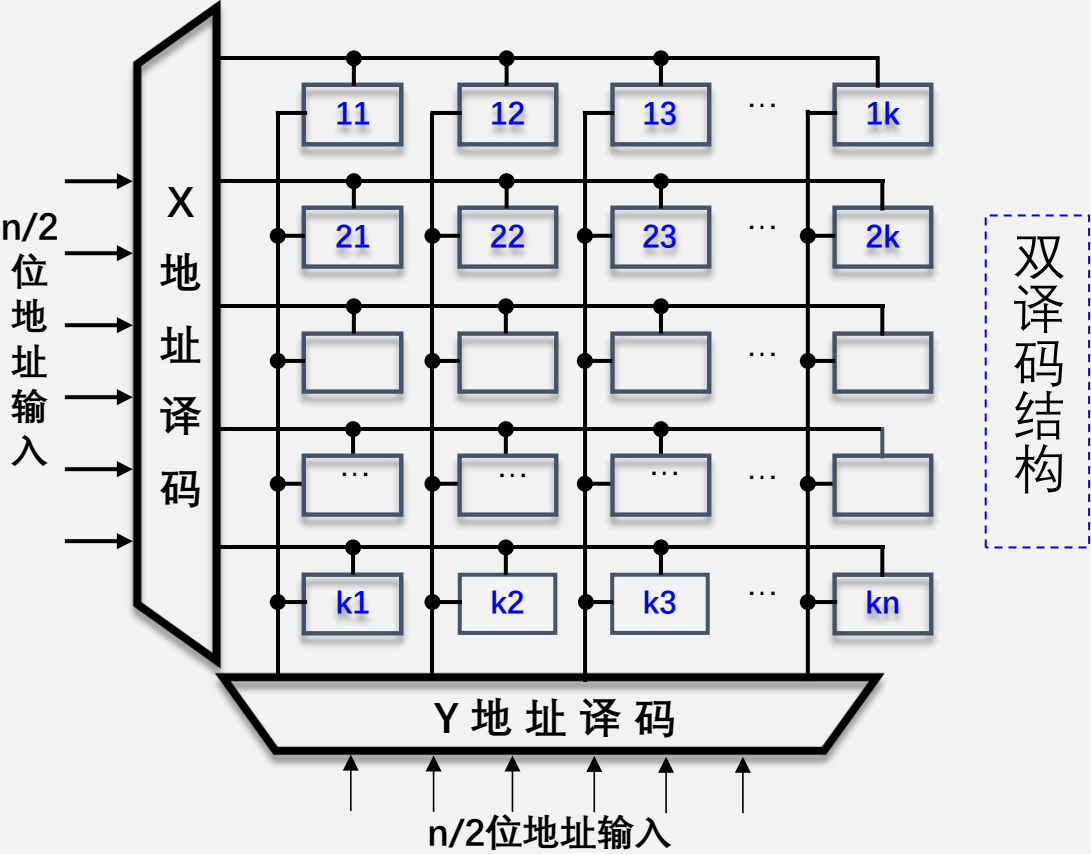 11 12 13 … 1k
21 22 23 … 2k
…
… … … …
k1 k2 k3 … kn
X
地
址
译
码
n/2
位
地
址
输
入
双
译
码
结
构
Y 地 址 译 码
n/2位地址输入